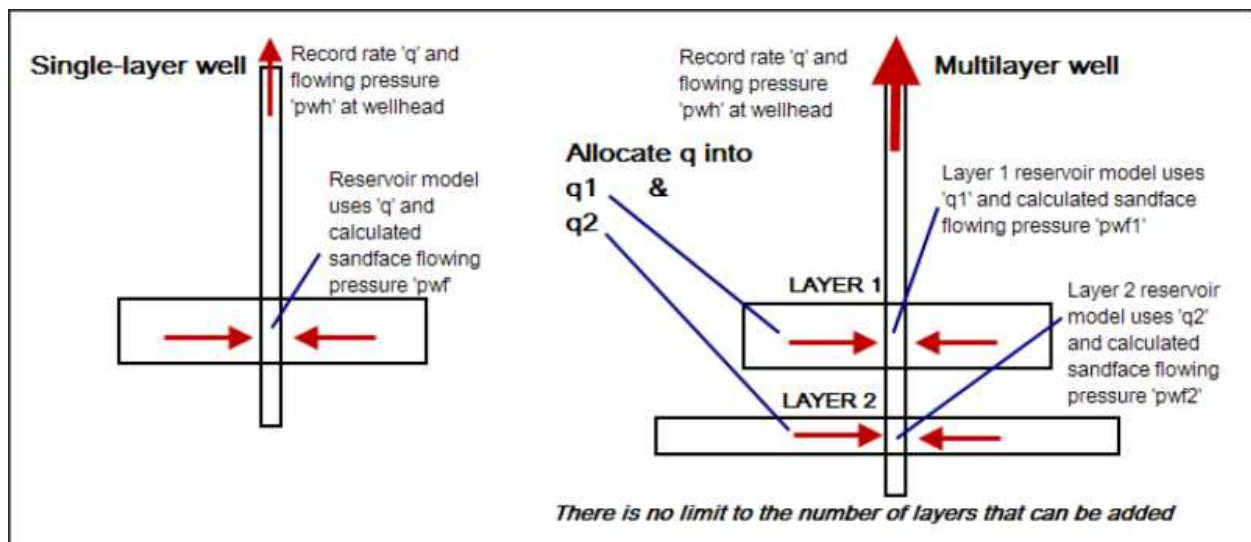 Single-layer well
Record rate 'q' and
flowing pressure
'pwh' at wellhead
Reservoir model
uses 'q' and
calculated
sandface flowing
pressure 'pwf'
Record rate 'q' and
flowing pressure
'pwh' at wellhead
Multilayer well
Allocate q into
q1 &
q2
Layer 1 reservoir model uses
'q1' and calculated sandface
flowing pressure 'pwf1'
LAYER 1
Layer 2 reservoir
model uses 'q2'
and calculated
sandface flowing
pressure 'pwf2'
LAYER 2
There is no limit to the number of layers that can be added